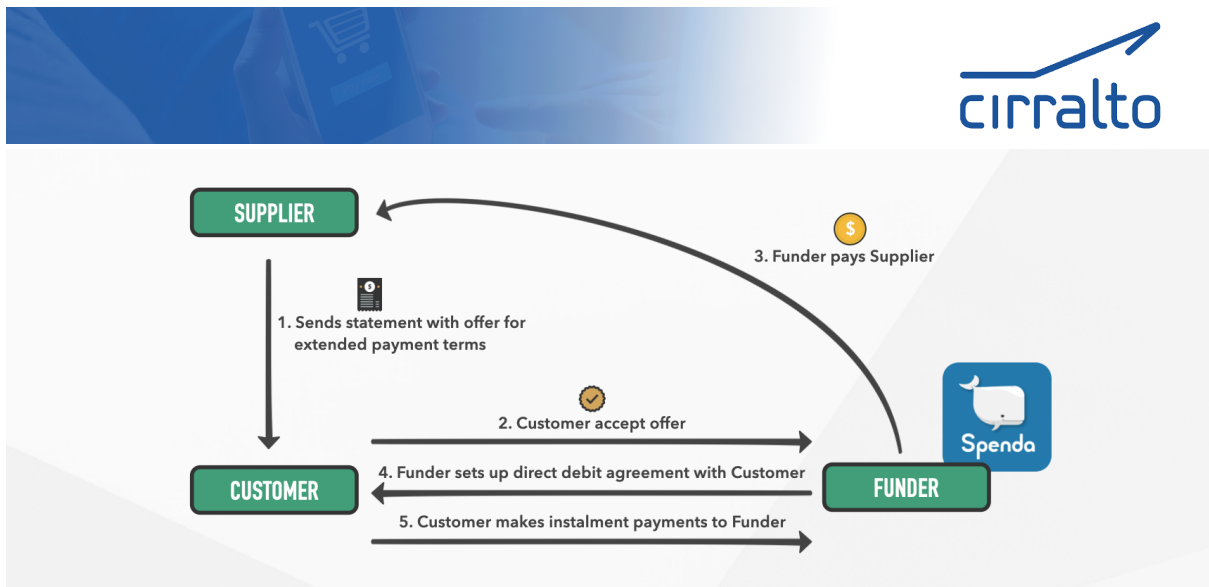 cirralto
SUPPLIER
$
3. Funder pays Supplier
$
1. Sends statement with offer for
extended payment terms
2. Customer accept offer
Spenda
4. Funder sets up direct debit agreement with Customer
CUSTOMER
FUNDER
5. Customer makes instalment payments to Funder